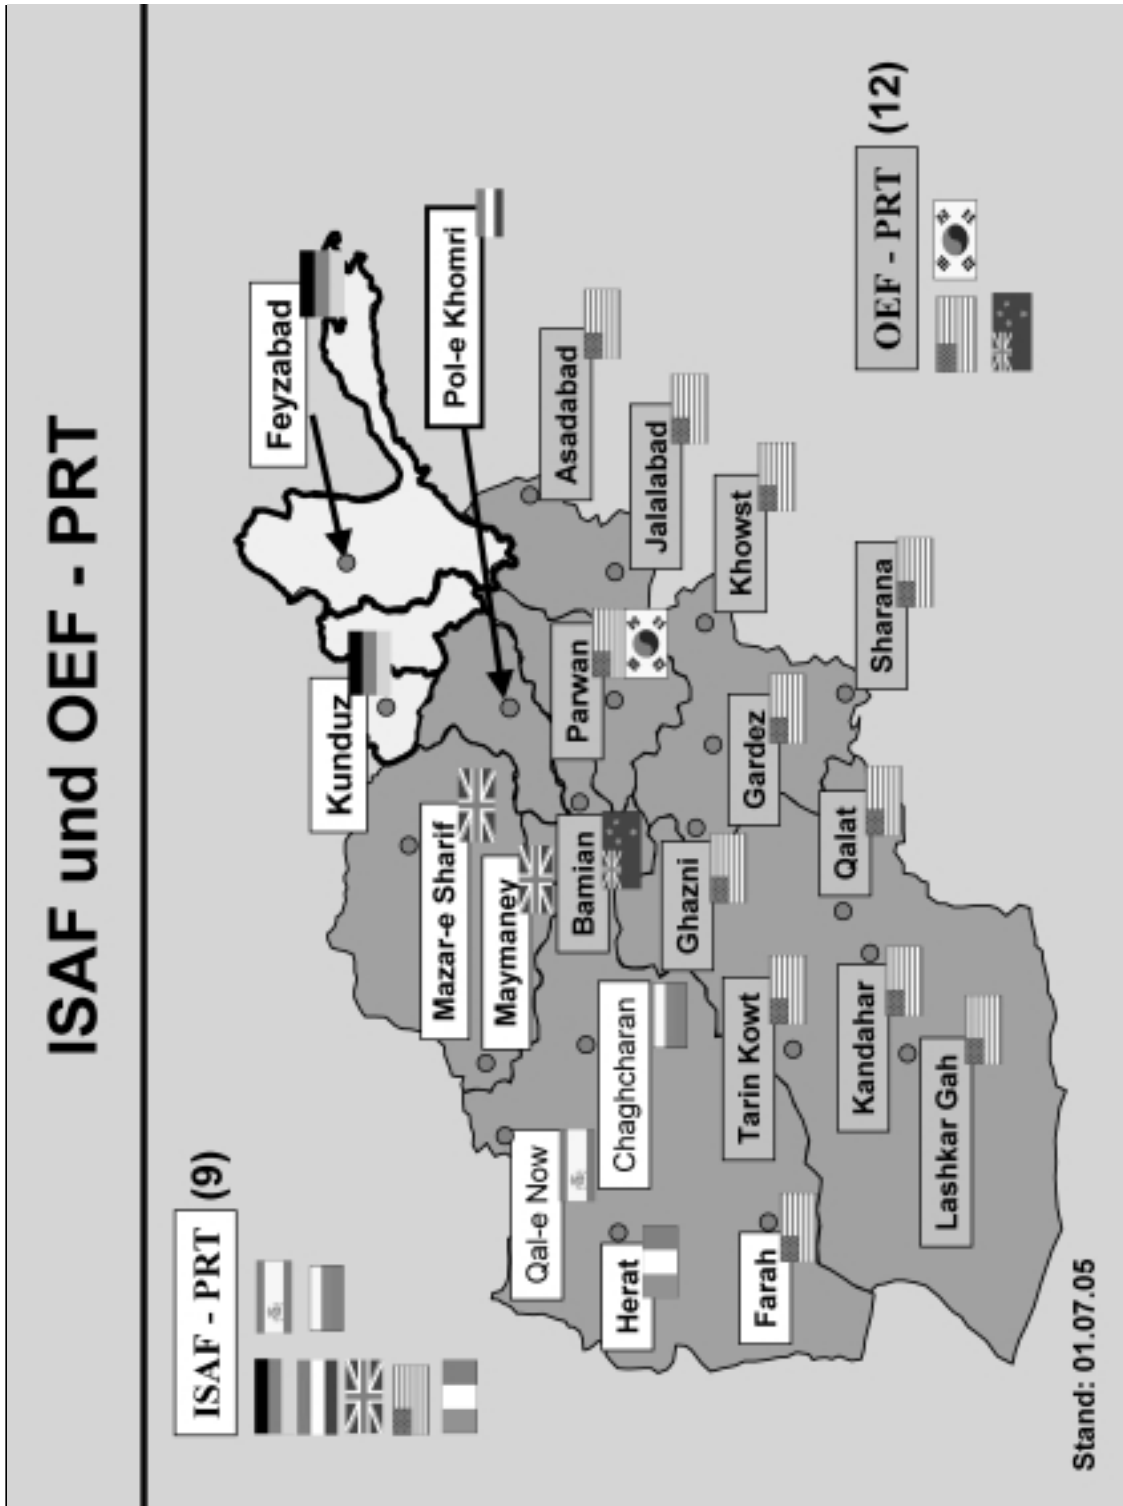 ISAF und OEF - PRT
ISAF - PRT (9)
Feyzabad
Kunduz
Pol-e Khomri
Mazar-e Sharif
Maymaney
Qal-e Now
Asadabad
Parwan
Bamian
Chaghcharan
Herat
Jalalabad
Ghazni
Khowst
Gardez
Tarin Kowt
Farah
Qalat
Sharana
Kandahar
Lashkar Gah
OEF - PRT (12)
Stand: 01.07.05